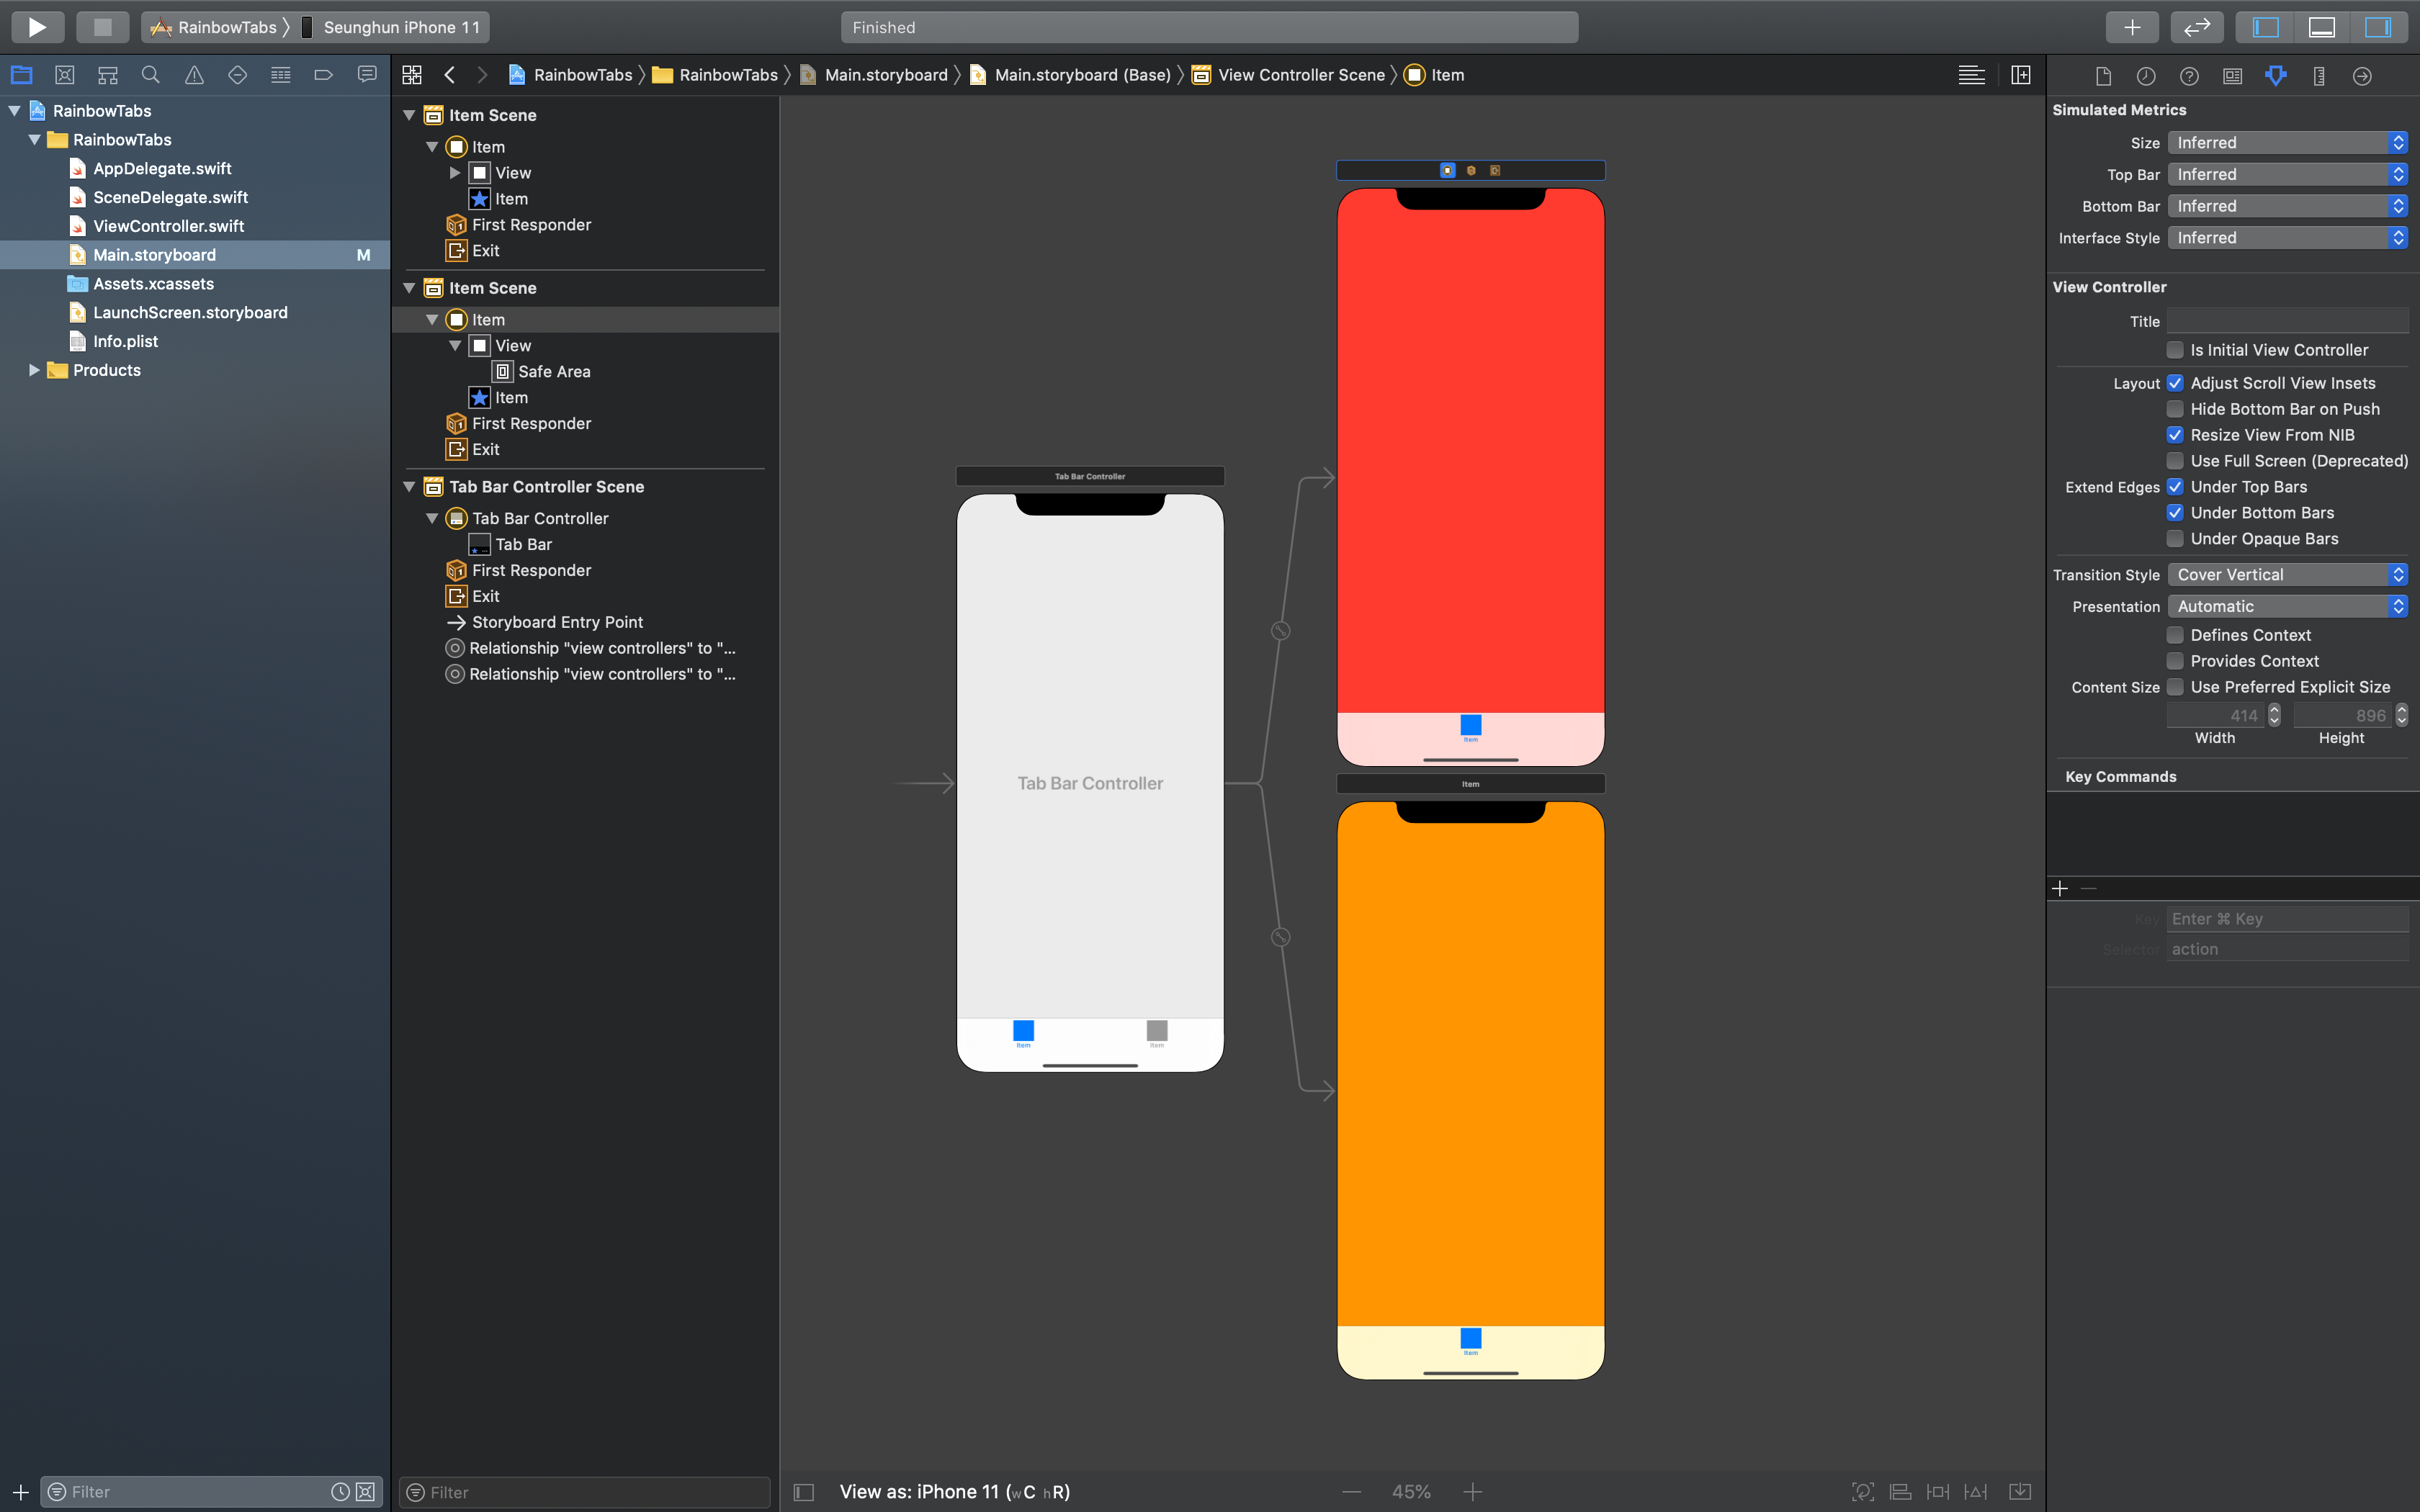 RainbowTabs
Seunghun iPhone 11
Finished
RainbowTabs
RainbowTabs
AppDelegate.swift
SceneDelegate.swift
ViewController.swift
Main.storyboard
M
Assets.xcassets
LaunchScreen.storyboard
Info.plist
Products
Filter
RainbowTabs
RainbowTabs
Main.storyboard
Main.storyboard (Base)
View Controller Scene
Item
Item Scene
Item
View
Item
First Responder
Exit
Item Scene
Item
View
Safe Area
Item
First Responder
Exit
Tab Bar Controller Scene
Tab Bar Controller
Tab Bar
First Responder
Exit
Storyboard Entry Point
Relationship "view controllers" to "...
Relationship "view controllers" to "...
Filter
Tab Bar Controller
Tab Bar Controller
Item
Item
Item
Item
Item
View as: iPhone 11 (wC hR)
45%
Simulated Metrics
Size Inferred
Top Bar Inferred
Bottom Bar Inferred
Interface Style Inferred
View Controller
Title
Is Initial View Controller
Layout Adjust Scroll View Insets
Hide Bottom Bar on Push
Resize View From NIB
Use Full Screen (Deprecated)
Extend Edges Under Top Bars
Under Bottom Bars
Under Opaque Bars
Transition Style Cover Vertical
Presentation Automatic
Defines Context
Provides Context
Content Size Use Preferred Explicit Size
414 896
Width Height
Key Commands
Key Enter ⌘ Key
Selector action